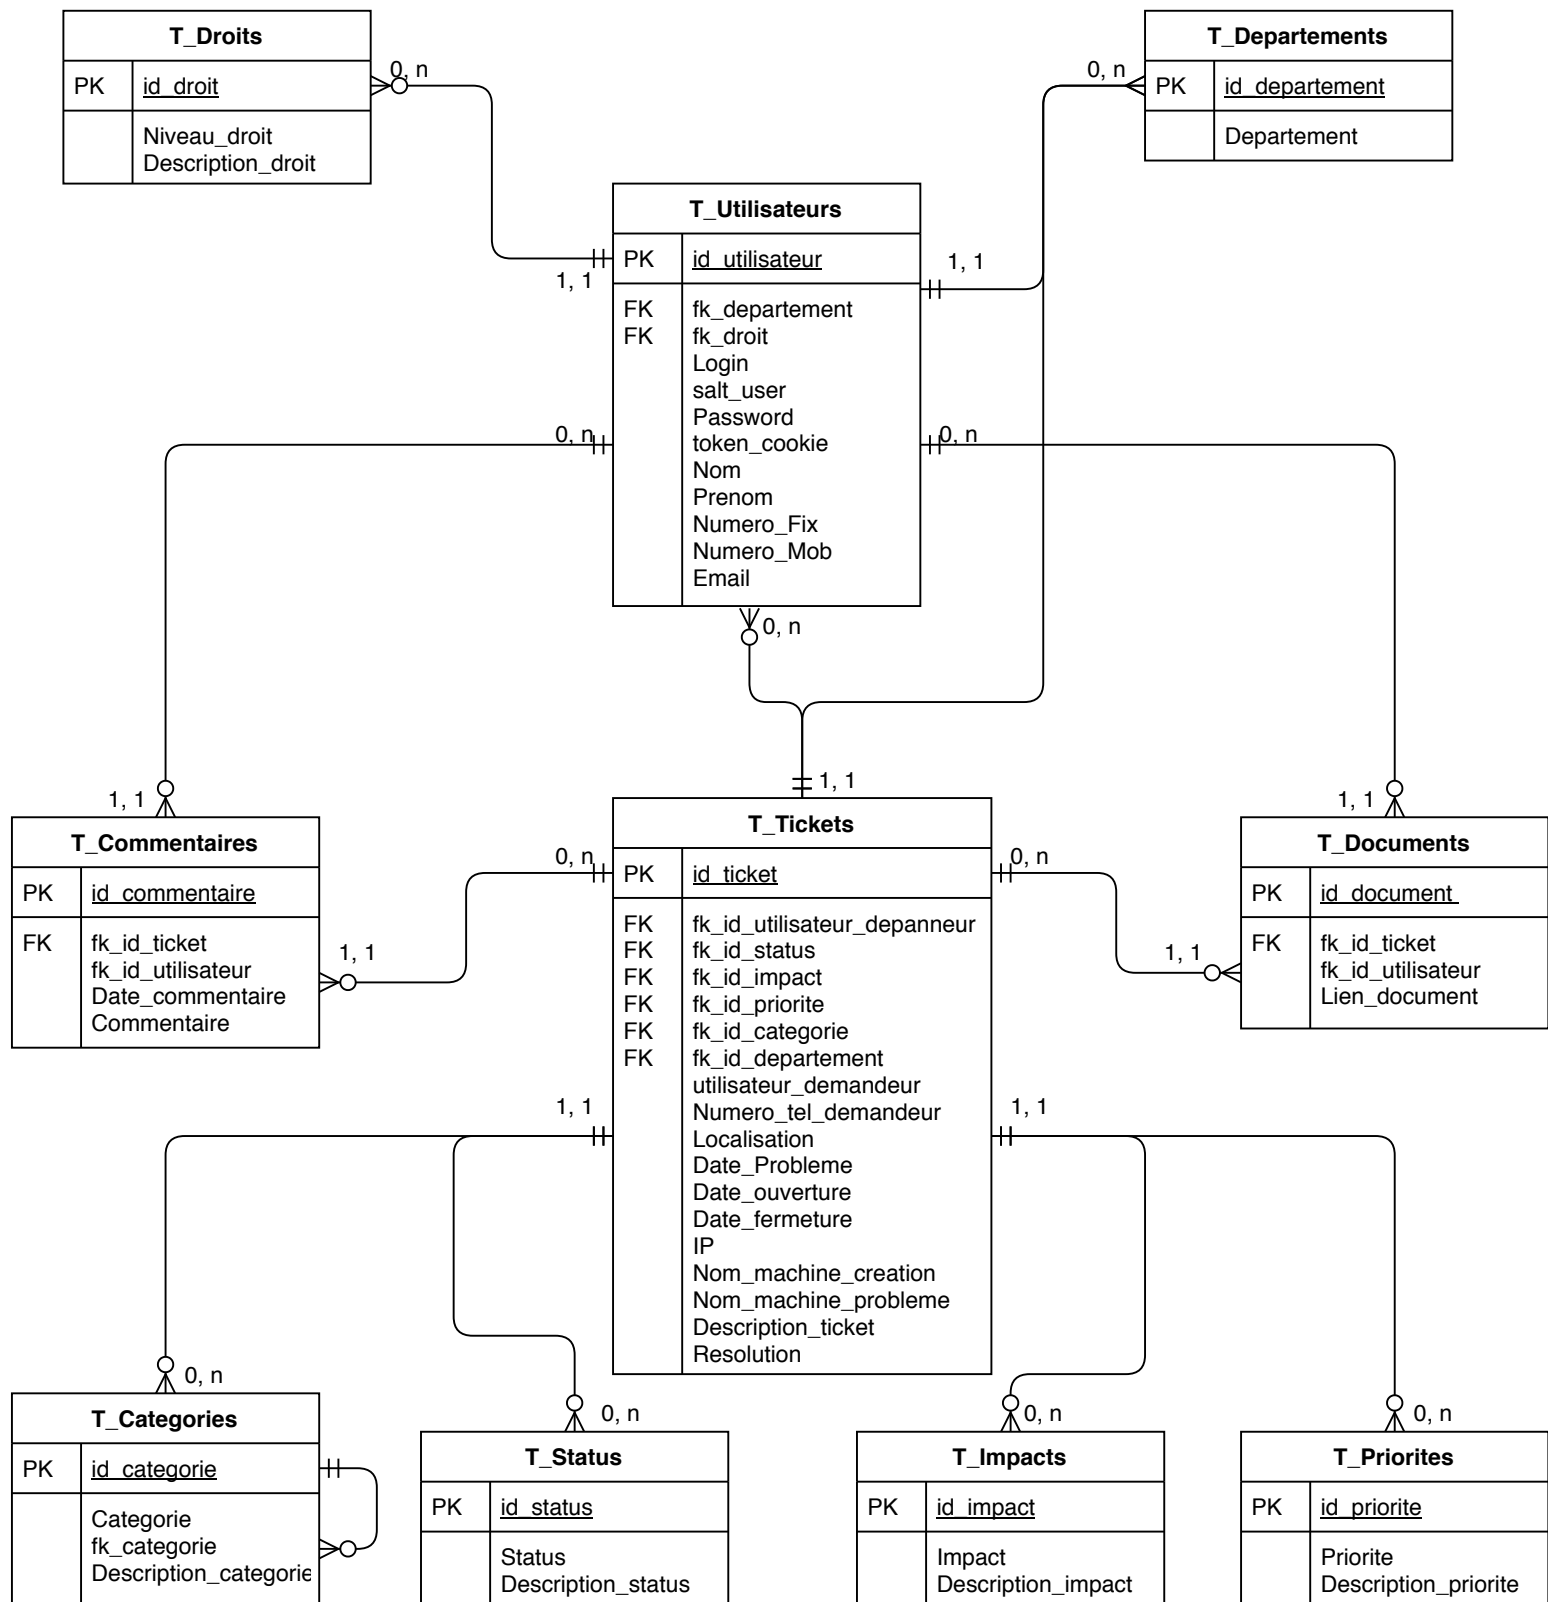 T_Droits
PK id_droit
Niveau_droit
Description_droit
0, n
T_Departements
PK id_departement
Departement
0, n
T_Utilisateurs
PK id_utilisateur
FK fk_departement
FK fk_droit
Login
salt_user
Password
token_cookie
Nom
Prenom
Numero_Fix
Numero_Mob
Email
1, 1
1, 1
0, n
0, n
0, n
1, 1
1, 1
1, 1
T_Commentaires
PK id_commentaire
FK fk_id_ticket
fk_id_utilisateur
Date_commentaire
Commentaire
1, 1
0, n
T_Tickets
PK id_ticket
FK fk_id_utilisateur_depanneur
FK fk_id_status
FK fk_id_impact
FK fk_id_priorite
FK fk_id_categorie
FK fk_id_departement
utilisateur_demandeur
Numero_tel_demandeur
Localisation
Date_Probleme
Date_ouverture
Date_fermeture
IP
Nom_machine_creation
Nom_machine_probleme
Description_ticket
Resolution
0, n
1, 1
T_Documents
PK id_document
FK fk_id_ticket
fk_id_utilisateur
Lien_document
1, 1
1, 1
0, n
T_Categories
PK id_categorie
Categorie
fk_categorie
Description_categorie
0, n
T_Status
PK id_status
Status
Description_status
0, n
T_Impacts
PK id_impact
Impact
Description_impact
0, n
T_Priorites
PK id_priorite
Priorite
Description_priorite